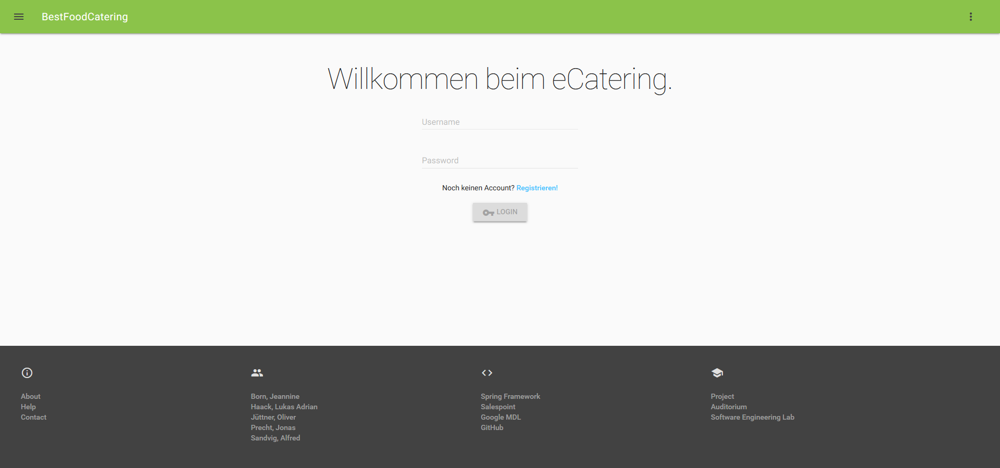 BestFoodCatering
Willkommen beim eCatering.
Username
Password
Noch keinen Account? Registrieren!
LOGIN
About
Help
Contact
Born, Jeannine
Haack, Lukas Adrian
Jüttner, Oliver
Precht, Jonas
Sandvig, Alfred
Spring Framework
Salespoint
Google MDL
GitHub
Project
Auditorium
Software Engineering Lab